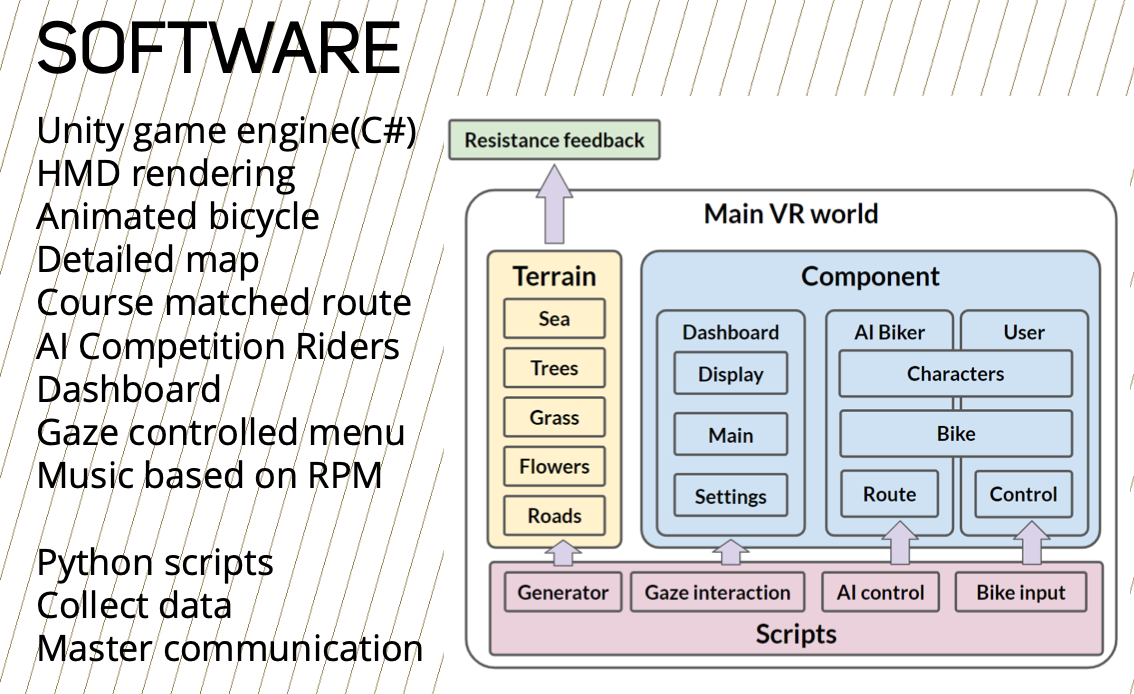 SOFTWARE
Unity game engine(C#)
HMD rendering
Animated bicycle
Detailed map
Course matched route
AI Competition Riders
Dashboard
Gaze controlled menu
Music based on RPM
Python scripts
Collect data
Master communication
Resistance feedback
Main VR world
Terrain
Sea
Trees
Grass
Flowers
Roads
Component
Dashboard
Display
Main
Settings
AI Biker
User
Characters
Bike
Route
Control
Generator
Gaze interaction
AI control
Bike input
Scripts